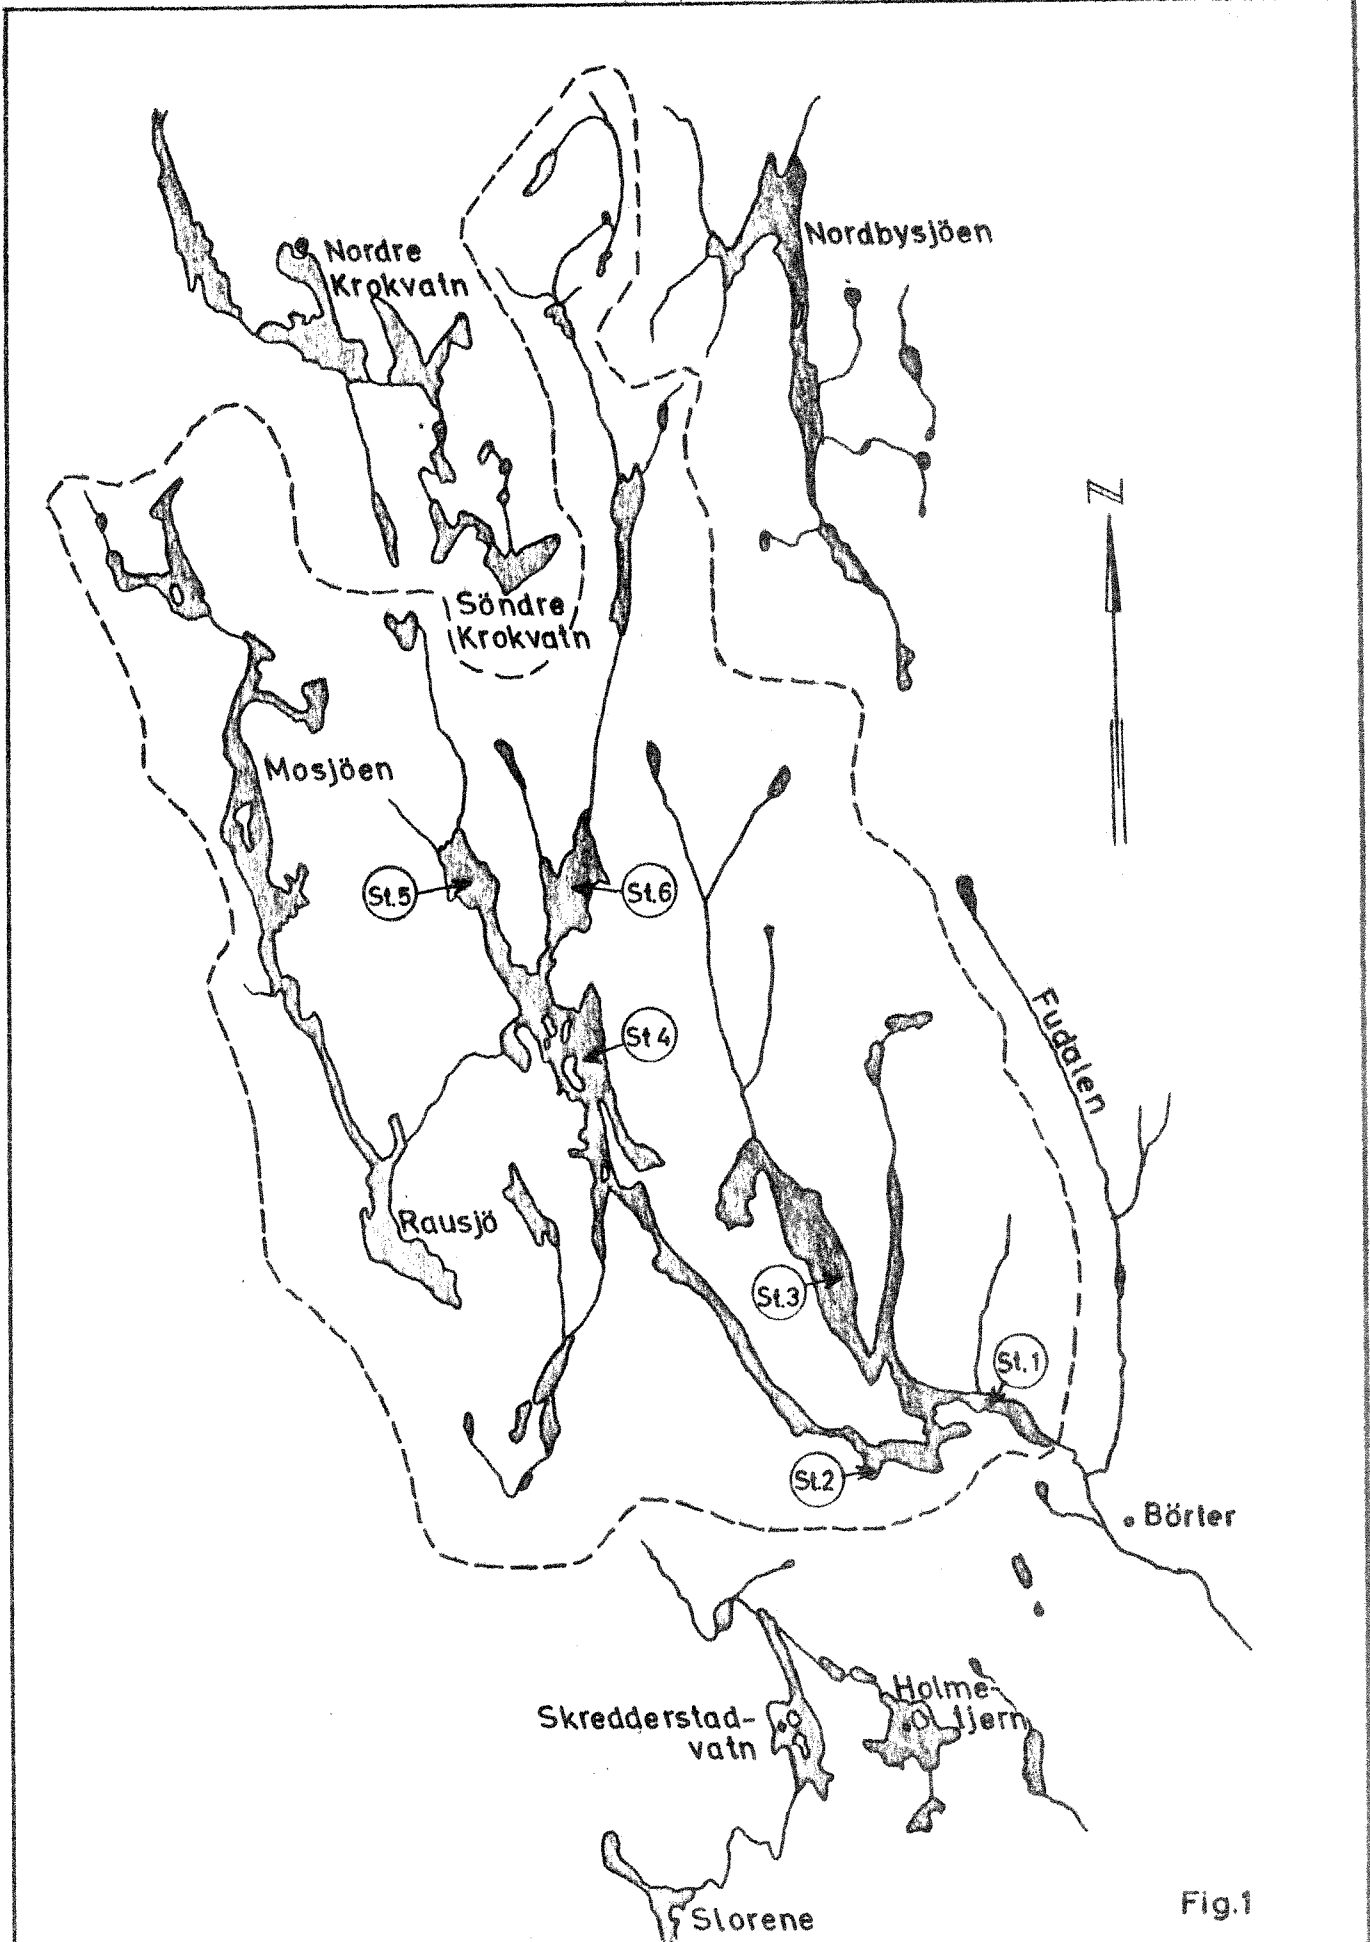 Nordbysjöen
Nordre
Krokvatn
N
Söndre
Krokvatn
Mosjöen
St.5
St.6
Fudalen
St 4
Rausjö
St.3
St.1
St.2
Börter
Holme-
tjern
Skredderstad-
vatn
Fig.1
Slorene